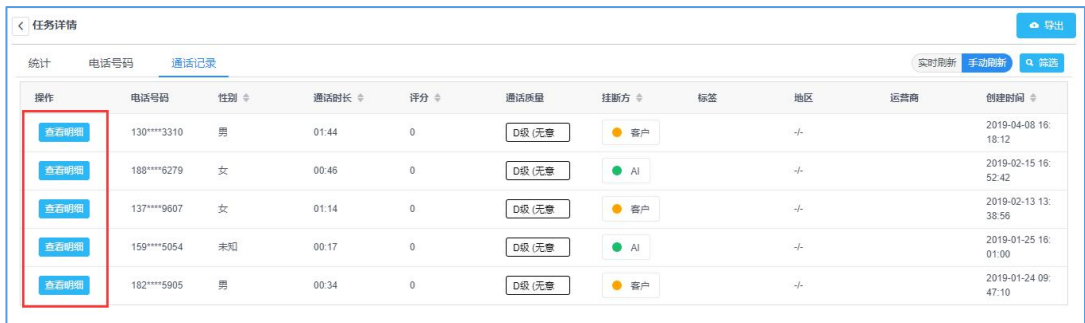 任务详情
导出
统计 电话号码 通话记录 实时刷新 手动刷新 筛选
操作 电话号码 性别 通话时长 评分 通话质量 挂断方 标签 地区 运营商 创建时间
查看明细 130****3310 男 01:44 0 D级 (无意 客户 -/- 2019-04-08 16:
18:12
查看明细 188****6279 女 00:46 0 D级 (无意 AI -/- 2019-02-15 16:
52:42
查看明细 137****9607 女 01:14 0 D级 (无意 客户 -/- 2019-02-13 13:
38:56
查看明细 159****5054 未知 00:17 0 D级 (无意 AI -/- 2019-01-25 16:
01:00
查看明细 182****5905 男 00:34 0 D级 (无意 客户 -/- 2019-01-24 09:
47:10